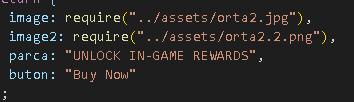 image: require("../assets/orta2.jpg"),
image2: require("../assets/orta2.2.png"),
parca: "UNLOCK IN-GAME REWARDS",
buton: "Buy Now"
;